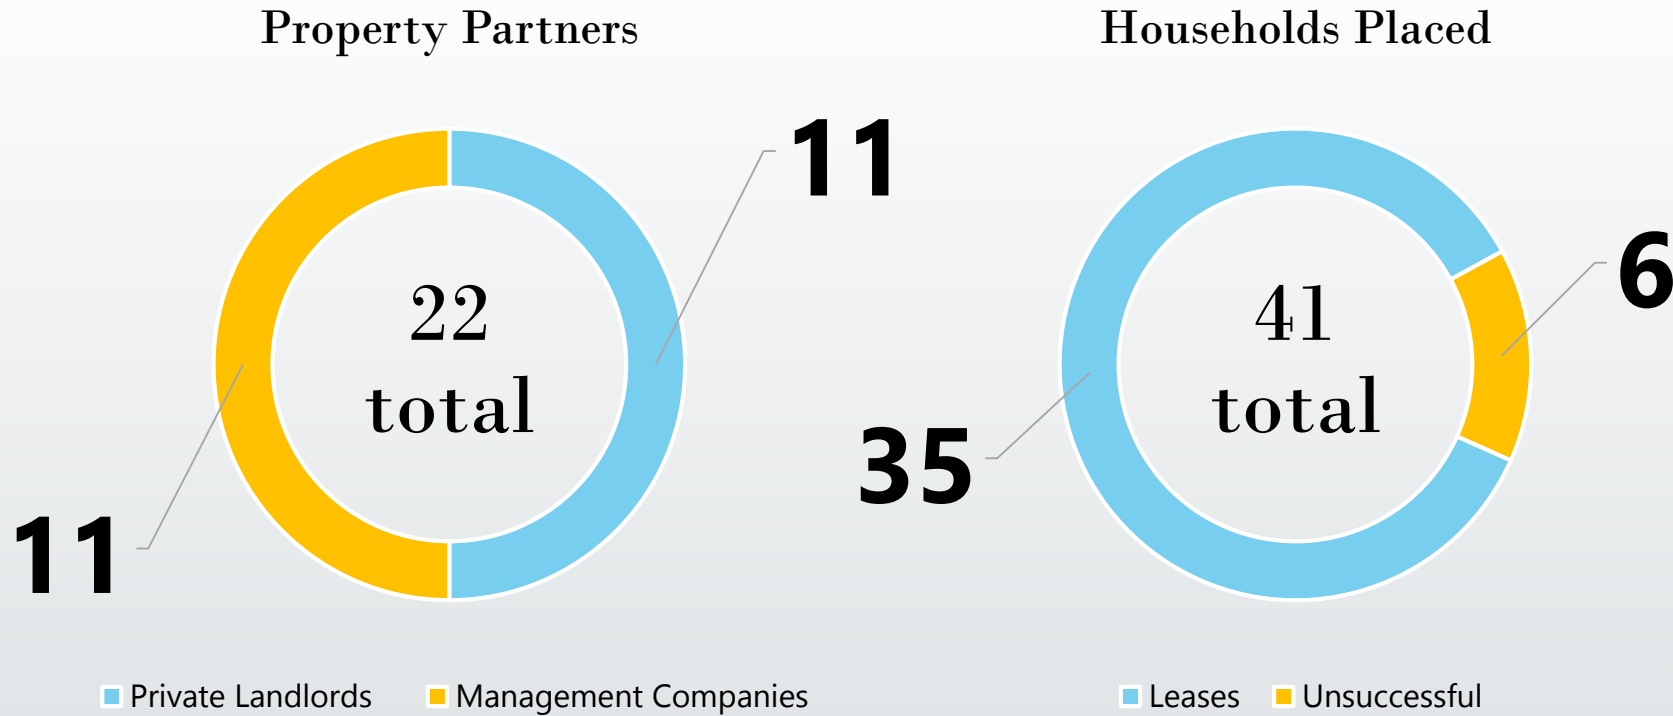 Property Partners
11
22
total
11
Private Landlords
Management Companies
Households Placed
6
41
total
35
Leases
Unsuccessful